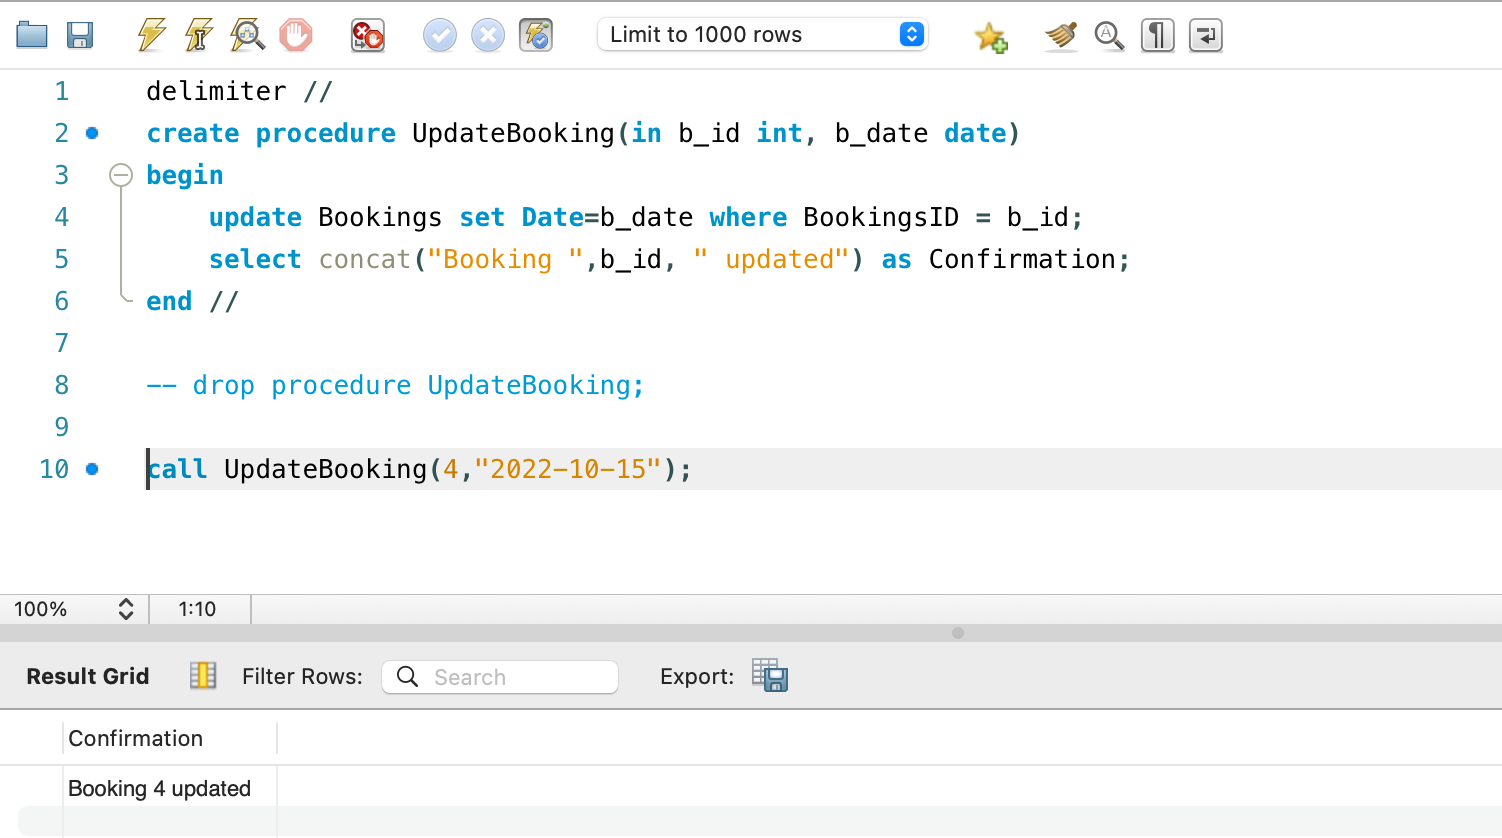 Limit to 1000 rows
1 delimiter //
2 create procedure UpdateBooking(in b_id int, b_date date)
3 begin
4 update Bookings set Date=b_date where BookingsID = b_id;
5 select concat("Booking ",b_id, " updated") as Confirmation;
6 end //
7
8 -- drop procedure UpdateBooking;
9
10 call UpdateBooking(4,"2022-10-15");
100% 1:10
Result Grid Filter Rows: Search Export:
Confirmation
Booking 4 updated